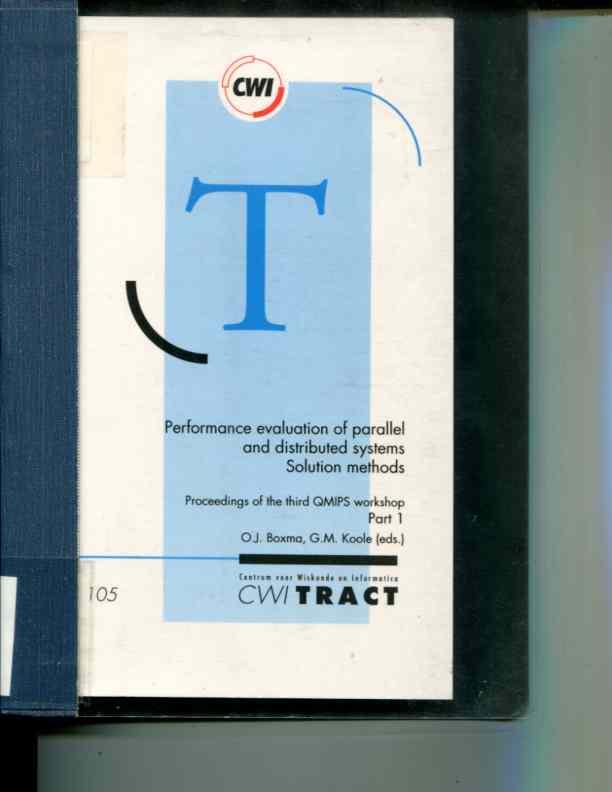 CWI
T
Performance evaluation of parallel
and distributed systems
Solution methods
Proceedings of the third QMIPS workshop
Part 1
O.J. Boxma, G.M. Koole (eds.)
Centrum voor Wiskunde en Informatica
105
CWI TRACT